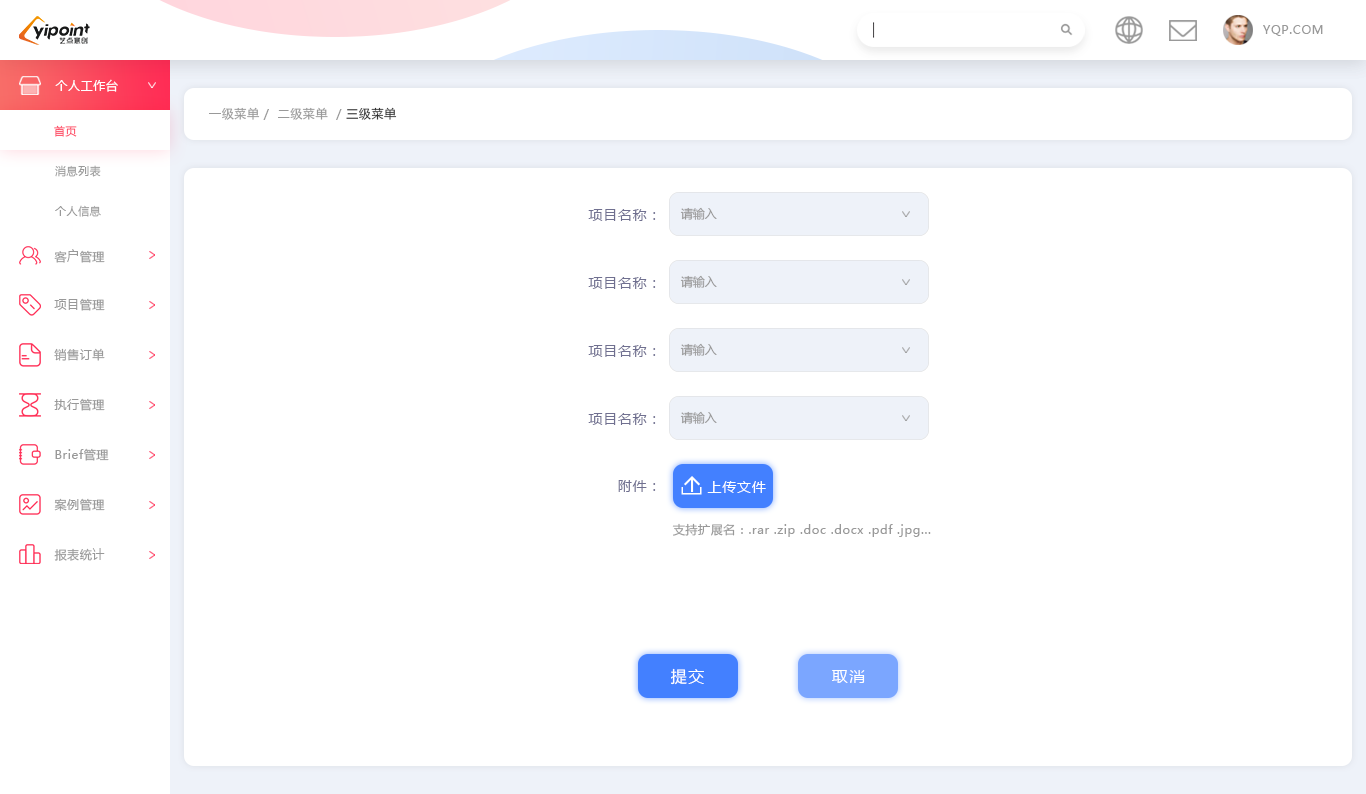 yipoint
艺点意创
YQP.COM
个人工作台
首页
消息列表
个人信息
客户管理
项目管理
销售订单
执行管理
Brief管理
案例管理
报表统计
一级菜单 / 二级菜单 / 三级菜单
项目名称： 请输入
项目名称： 请输入
项目名称： 请输入
项目名称： 请输入
附件： 上传文件
支持扩展名：.rar .zip .doc .docx .pdf .jpg...
提交 取消